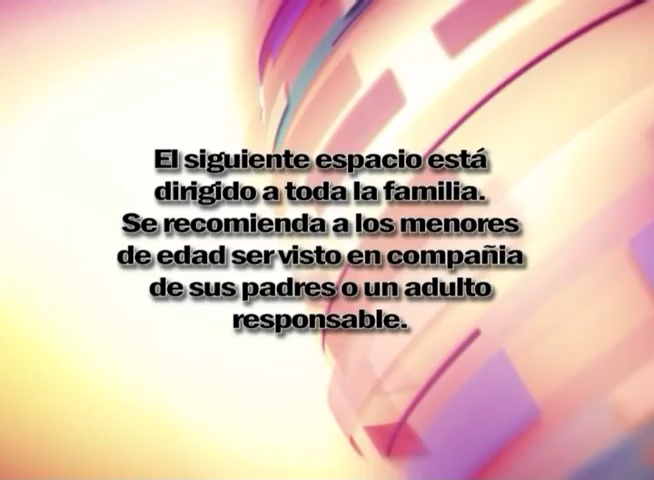 El siguiente espacio está
dirigido a toda la familia.
Se recomienda a los menores
de edad ser visto en compañia
de sus padres o un adulto
responsable.